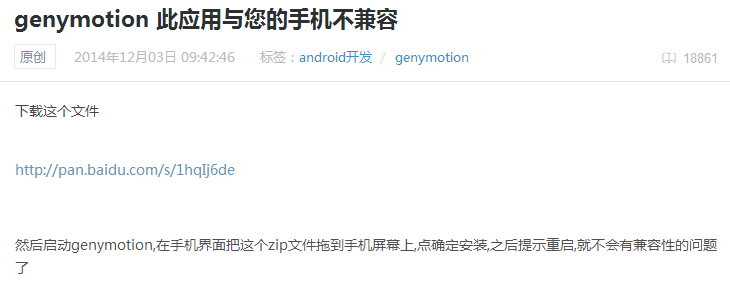 genymotion 此应用与您的手机不兼容
原创 2014年12月03日 09:42:46 标签：android开发 / genymotion 18861
下载这个文件
http://pan.baidu.com/s/1hqIj6de
然后启动genymotion,在手机界面把这个zip文件拖到手机屏幕上,点确定安装,之后提示重启,就不会有兼容性的问题
了